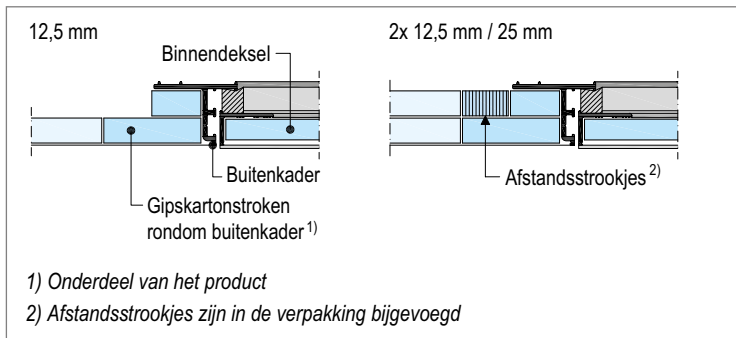 12,5 mm
Binnendeksel
Buitenkader
Gipskartonstroken
rondom buitenkader 1)
2x 12,5 mm / 25 mm
Afstandsstrookjes 2)
1) Onderdeel van het product
2) Afstandsstrookjes zijn in de verpakking bijgevoegd